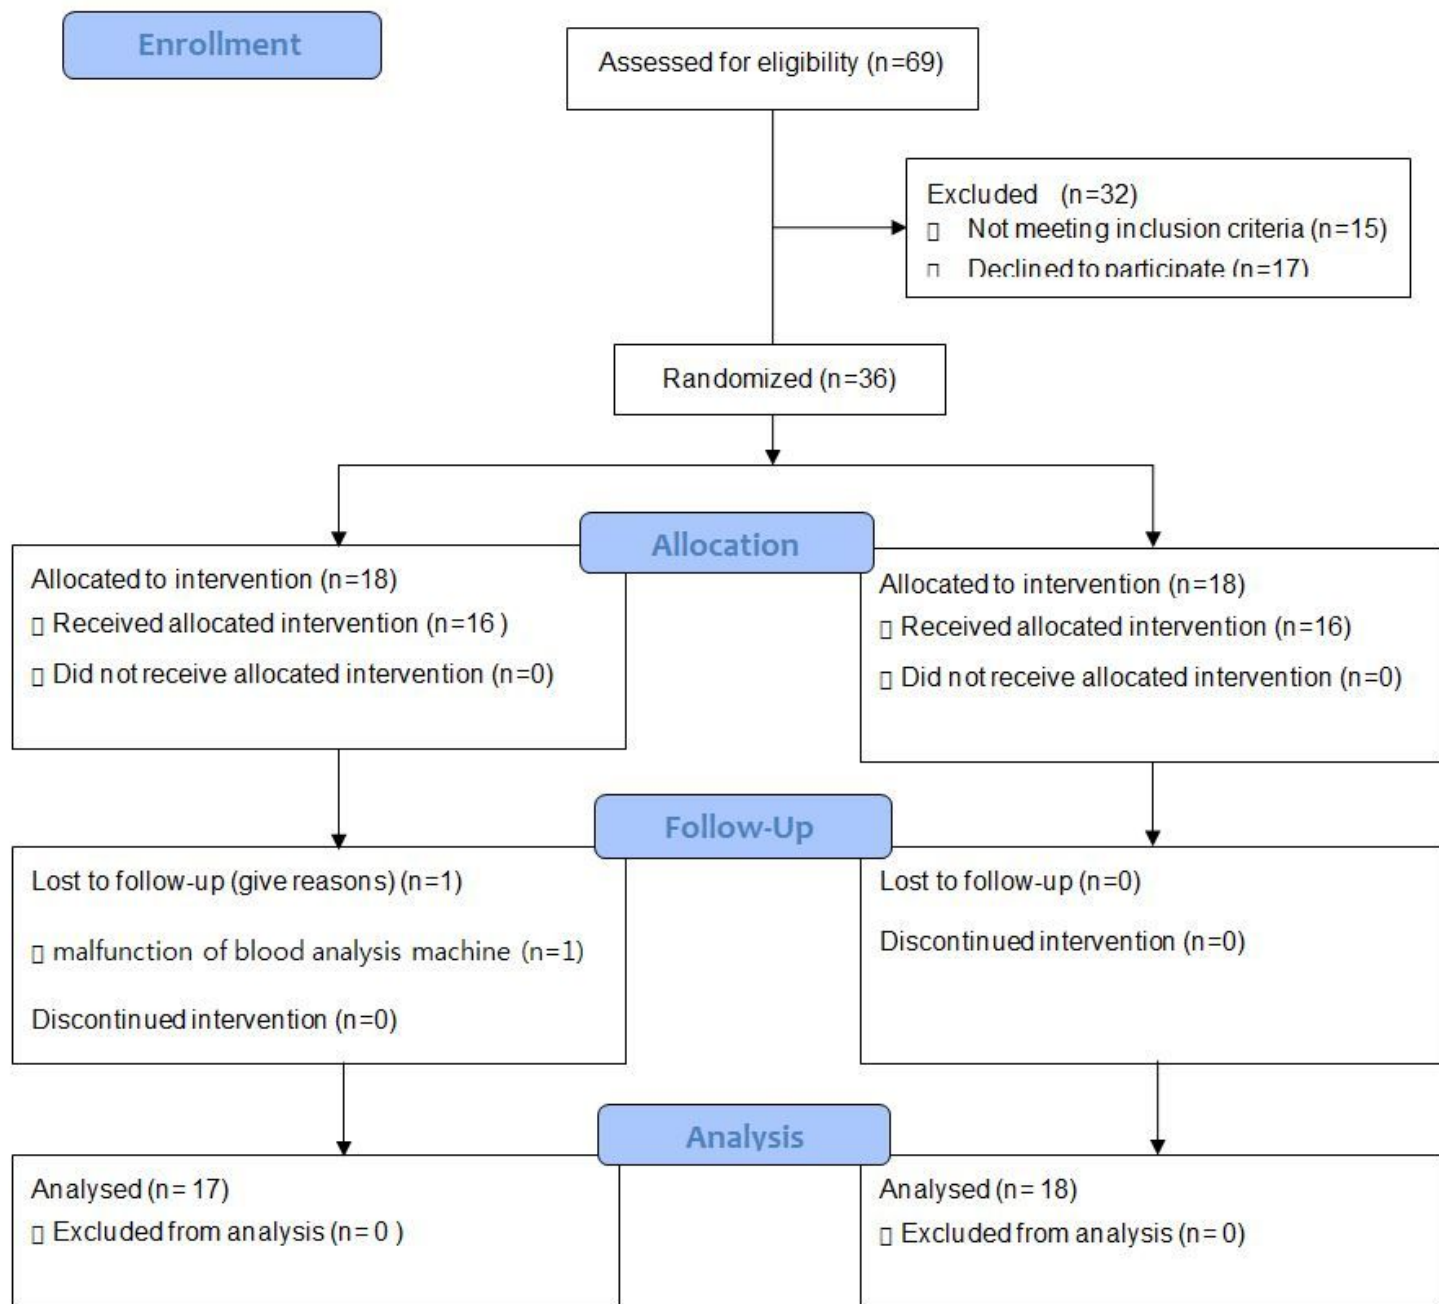 Enrollment
Assessed for eligibility (n=69)
Excluded (n=32)
▯ Not meeting inclusion criteria (n=15)
▯ Declined to participate (n=17)
Randomized (n=36)
Allocation
Allocated to intervention (n=18)
▯ Received allocated intervention (n=16 )
▯ Did not receive allocated intervention (n=0)
Allocated to intervention (n=18)
▯ Received allocated intervention (n=16)
▯ Did not receive allocated intervention (n=0)
Follow-Up
Lost to follow-up (give reasons) (n=1)
▯ malfunction of blood analysis machine (n=1)
Discontinued intervention (n=0)
Lost to follow-up (n=0)
Discontinued intervention (n=0)
Analysis
Analysed (n= 17)
▯ Excluded from analysis (n= 0 )
Analysed (n= 18)
▯ Excluded from analysis (n= 0)